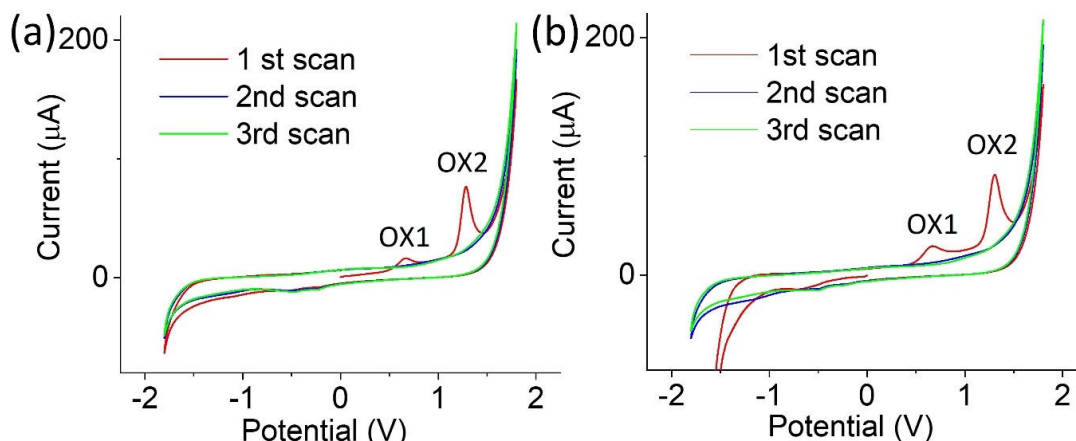 (a)
200
1 st scan
2nd scan
3rd scan
OX2
OX1
0
Current (μA)
-2
-1
0
1
2
Potential (V)
(b)
200
1st scan
2nd scan
3rd scan
OX2
OX1
0
Current (μA)
-2
-1
0
1
2
Potential (V)